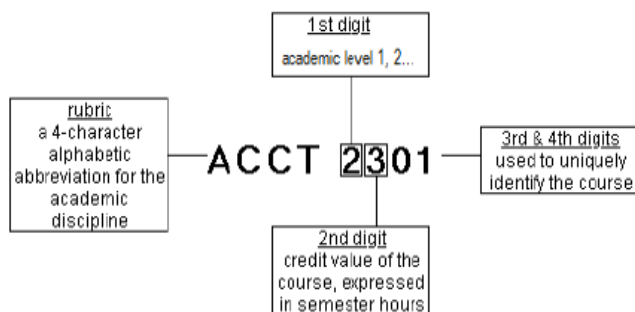 1st digit
academic level 1, 2...
rubric
a 4-character
alphabetic
abbreviation for the
academic
discipline
ACCT 2301
3rd & 4th digits
used to uniquely
identify the course
2nd digit
credit value of the
course, expressed
in semester hours